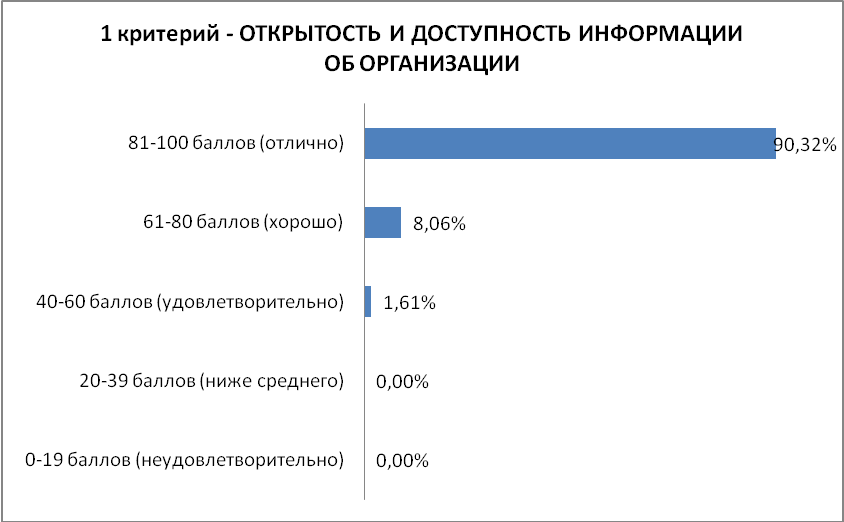 1 критерий - ОТКРЫТОСТЬ И ДОСТУПНОСТЬ ИНФОРМАЦИИ
ОБ ОРГАНИЗАЦИИ
81-100 баллов (отлично) 90,32%
61-80 баллов (хорошо) 8,06%
40-60 баллов (удовлетворительно) 1,61%
20-39 баллов (ниже среднего) 0,00%
0-19 баллов (неудовлетворительно) 0,00%